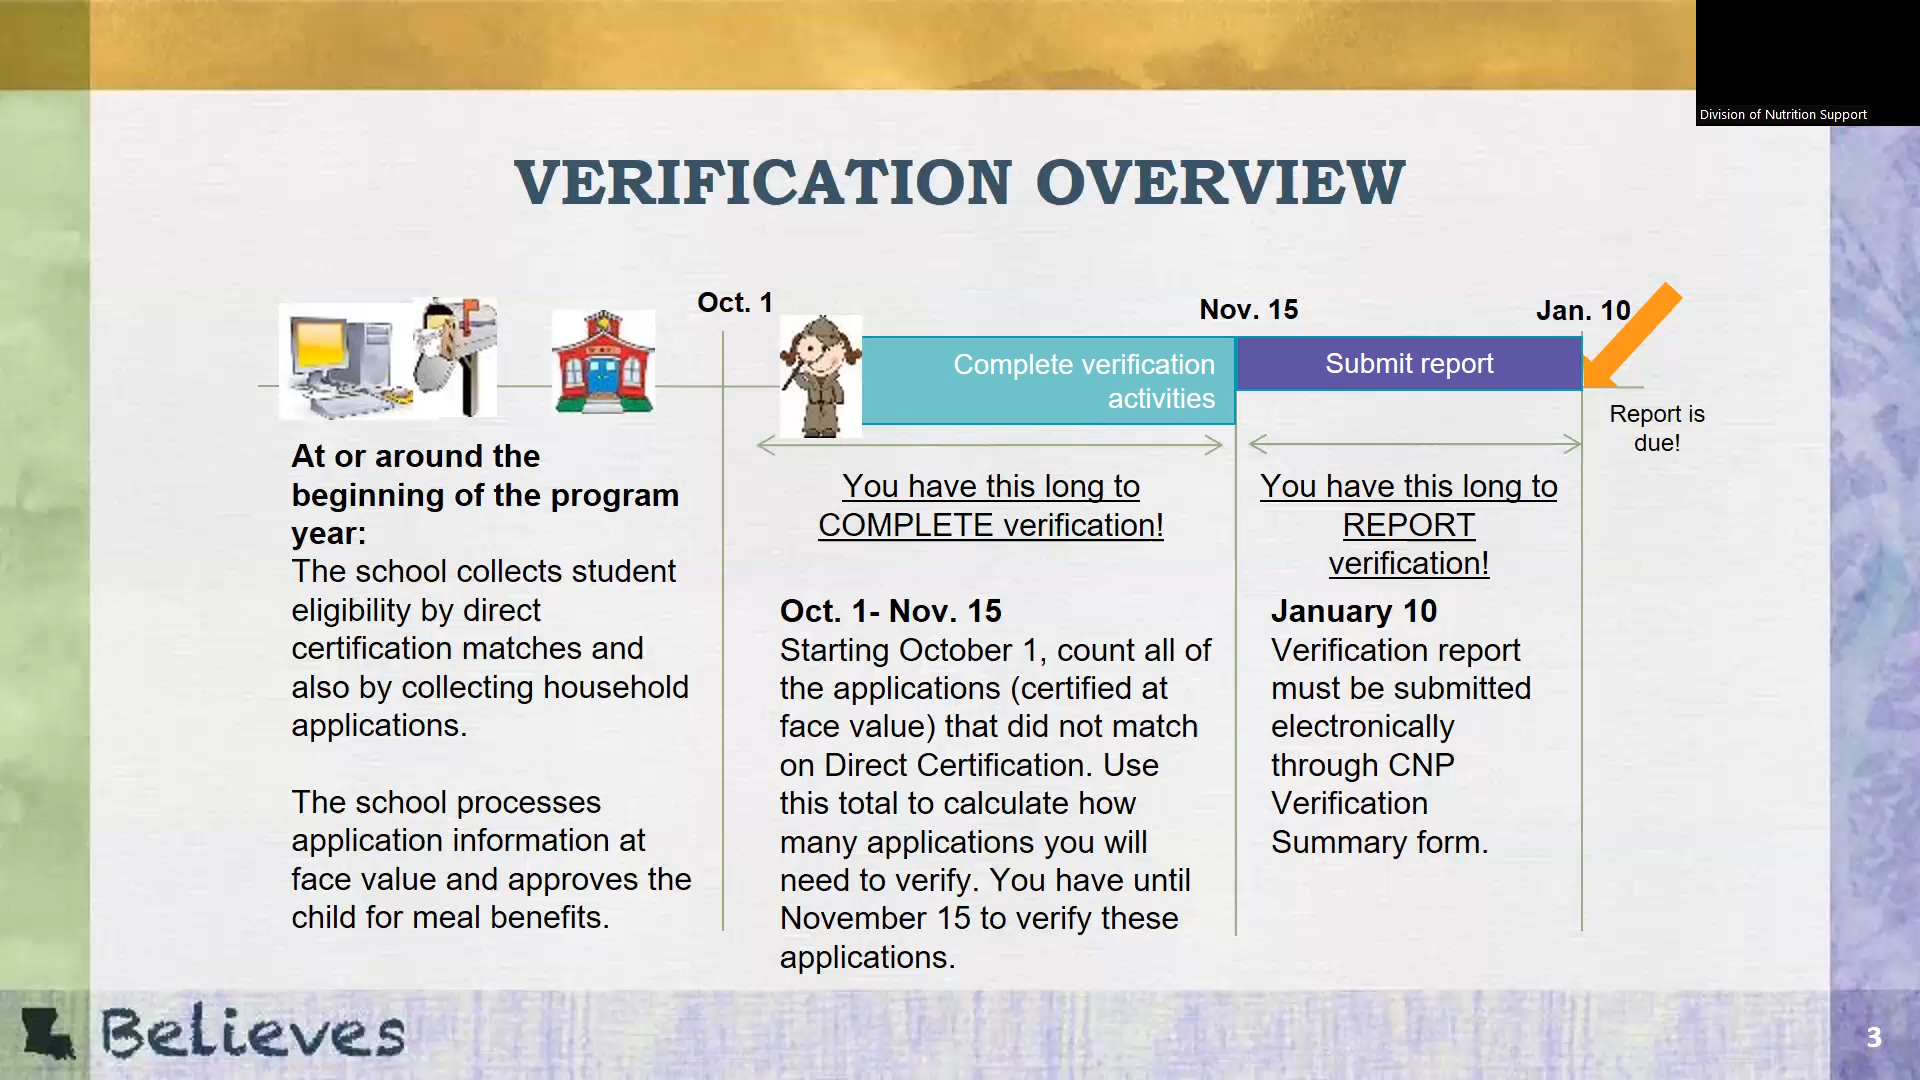 Division of Nutrition Support
VERIFICATION OVERVIEW
Oct. 1
Nov. 15
Jan. 10
Complete verification
activities
Submit report
Report is
due!
At or around the
beginning of the program
year:
The school collects student
eligibility by direct
certification matches and
also by collecting household
applications.
The school processes
application information at
face value and approves the
child for meal benefits.
You have this long to
COMPLETE verification!
Oct. 1- Nov. 15
Starting October 1, count all of
the applications (certified at
face value) that did not match
on Direct Certification. Use
this total to calculate how
many applications you will
need to verify. You have until
November 15 to verify these
applications.
You have this long to
REPORT
verification!
January 10
Verification report
must be submitted
electronically
through CNP
Verification
Summary form.
Believes
3